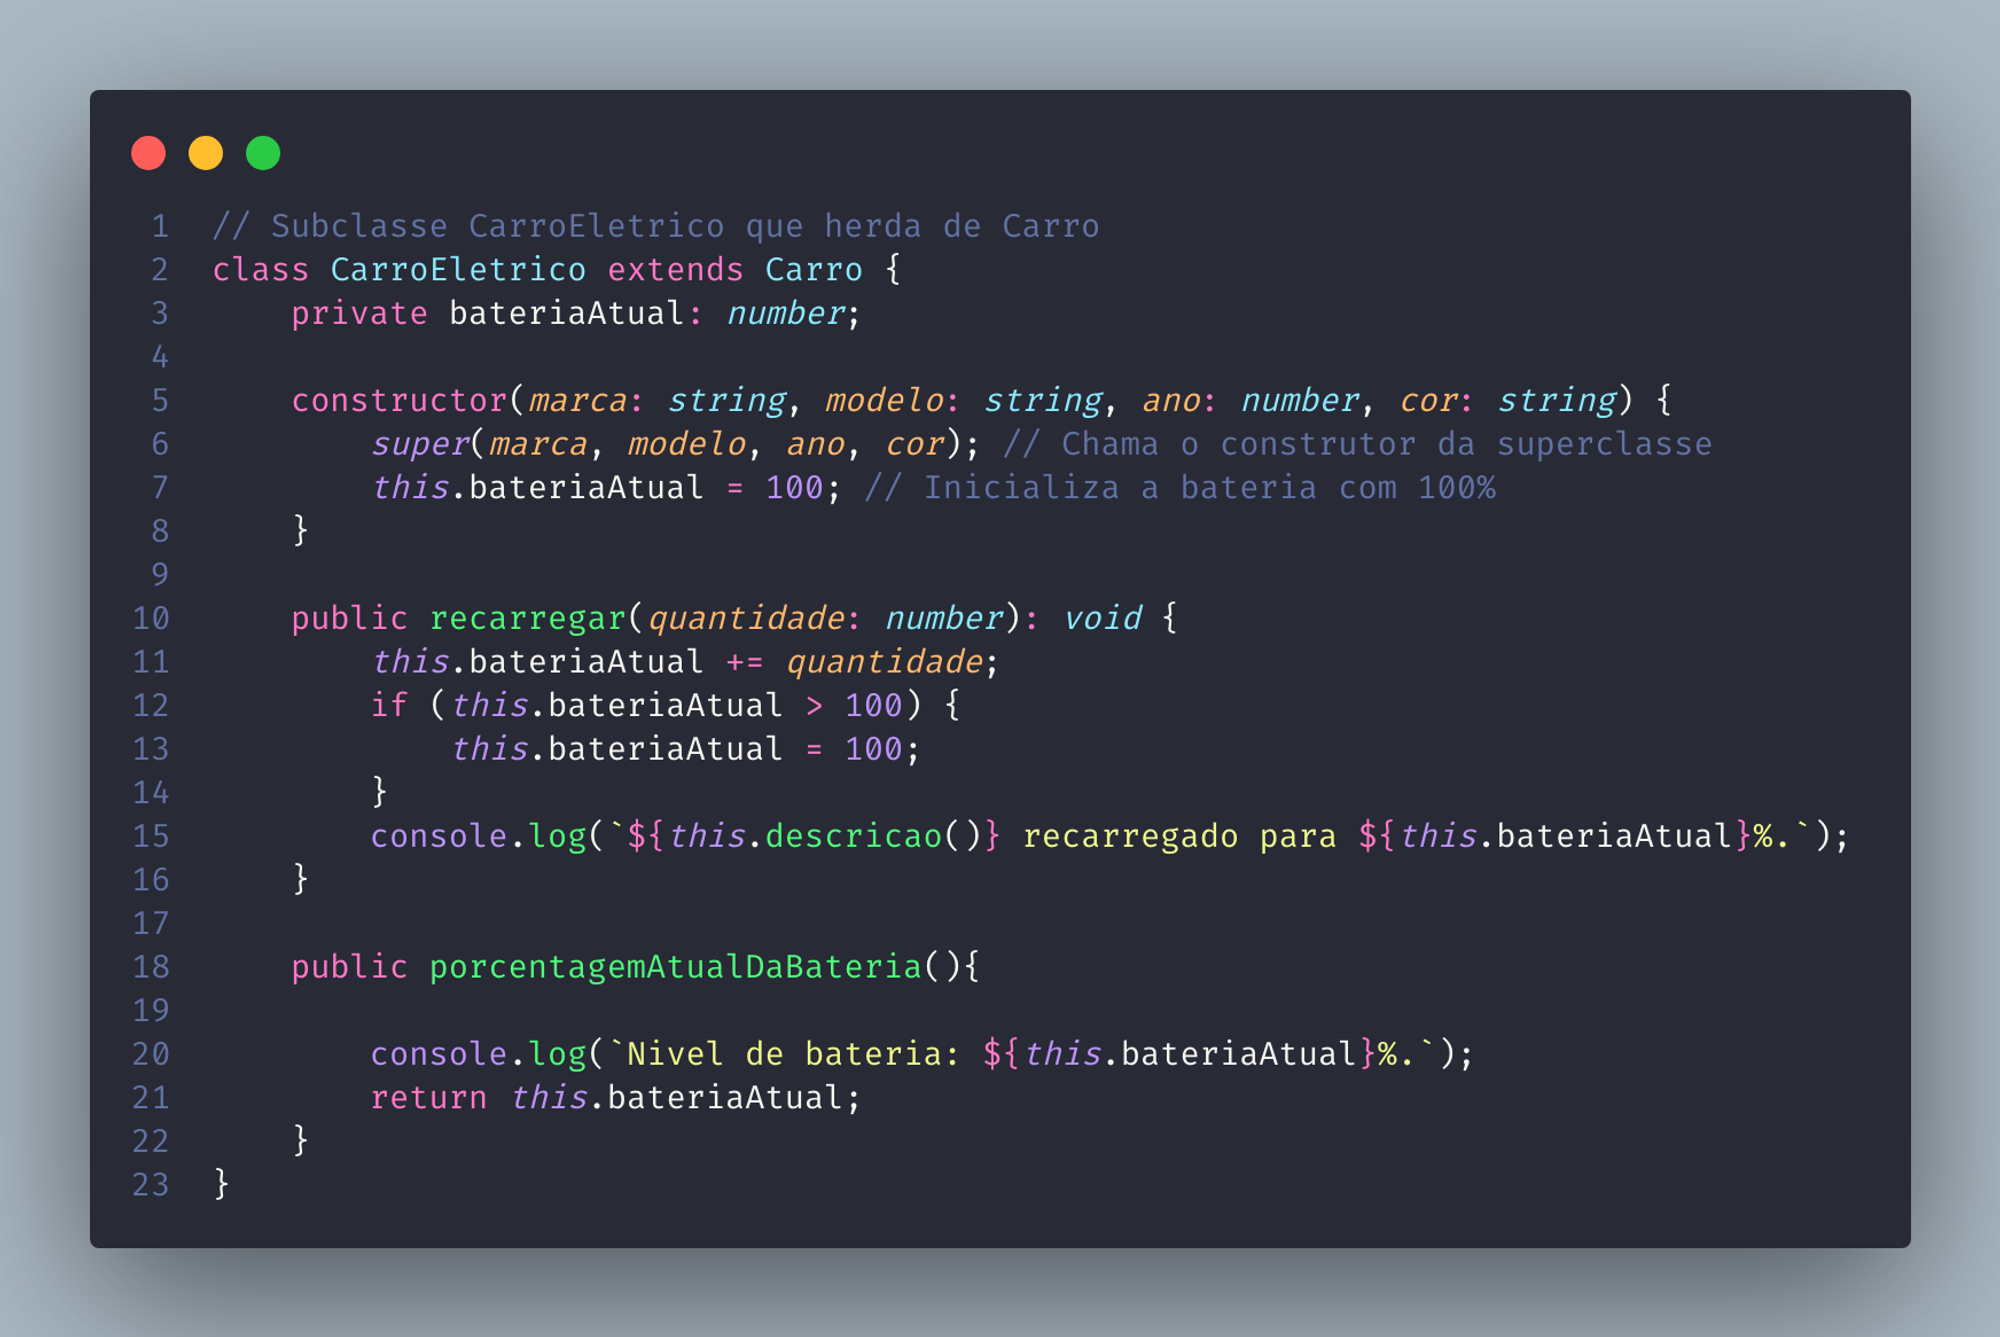 1 // Subclasse CarroEletrico que herda de Carro
2 class CarroEletrico extends Carro {
3     private bateriaAtual: number;
4
5     constructor(marca: string, modelo: string, ano: number, cor: string) {
6         super(marca, modelo, ano, cor); // Chama o construtor da superclasse
7         this.bateriaAtual = 100; // Inicializa a bateria com 100%
8     }
9
10     public recarregar(quantidade: number): void {
11         this.bateriaAtual += quantidade;
12         if (this.bateriaAtual > 100) {
13             this.bateriaAtual = 100;
14         }
15         console.log(`${this.descricao()} recarregado para ${this.bateriaAtual}%.`);
16     }
17
18     public porcentagemAtualDaBateria(){
19
20         console.log(`Nivel de bateria: ${this.bateriaAtual}%.`);
21         return this.bateriaAtual;
22     }
23 }